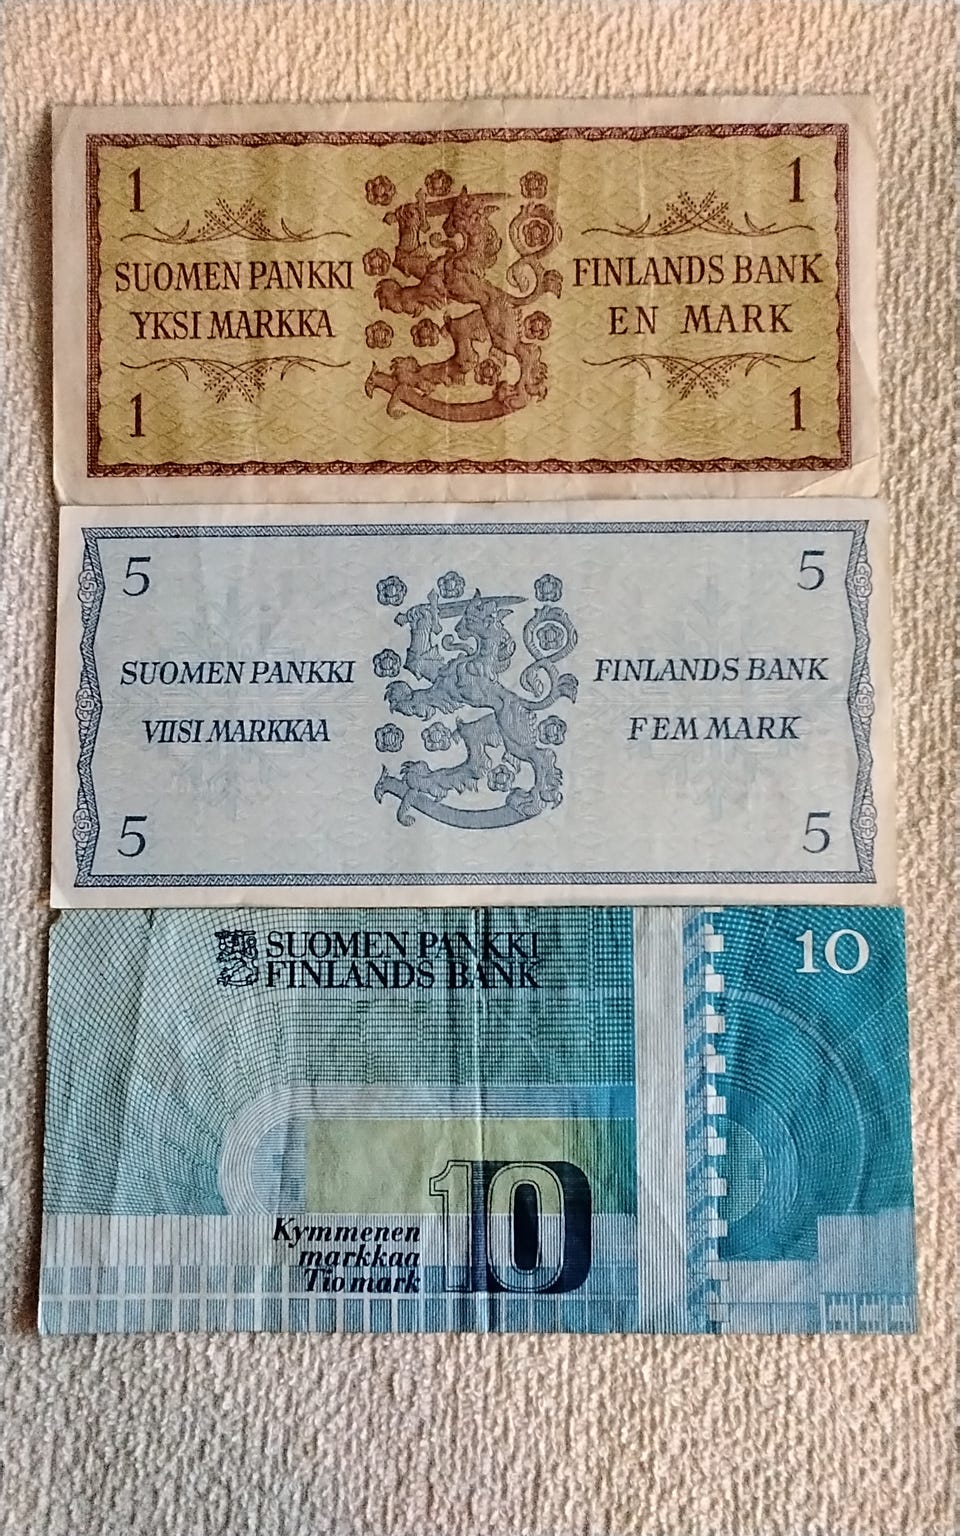 1 1
SUOMEN PANKKI FINLANDS BANK
YKSI MARKKA EN MARK
1 1
5 5
SUOMEN PANKKI FINLANDS BANK
VIISI MARKKAA FEM MARK
5 5
SUOMEN PANKKI 10
FINLANDS BANK
10
Kymmenen
markkaa
Tio mark